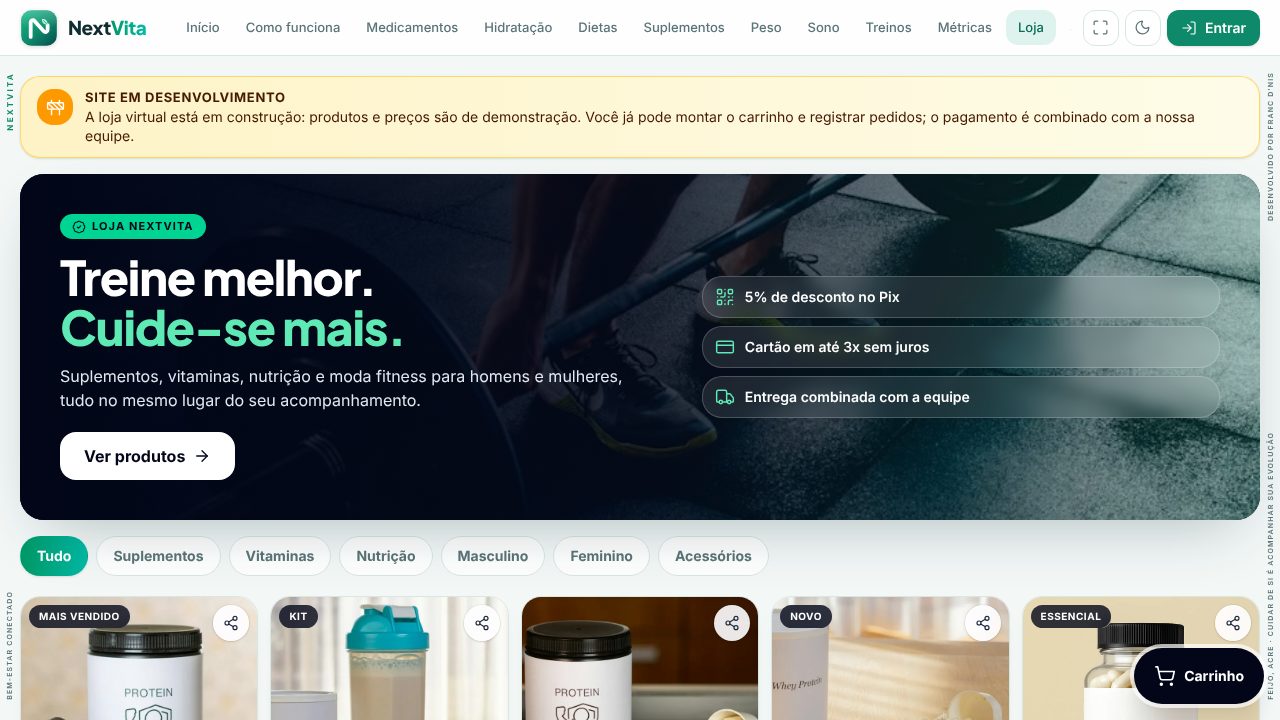 NextVita
Início
Como funciona
Medicamentos
Hidratação
Dietas
Suplementos
Peso
Sono
Treinos
Métricas
Loja
Entrar
NEXTVITA
DESENVOLVIDO POR FRANC D'NIS
SITE EM DESENVOLVIMENTO
A loja virtual está em construção: produtos e preços são de demonstração. Você já pode montar o carrinho e registrar pedidos; o pagamento é combinado com a nossa
equipe.
LOJA NEXTVITA
Treine melhor.
Cuide-se mais.
Suplementos, vitaminas, nutrição e moda fitness para homens e mulheres,
tudo no mesmo lugar do seu acompanhamento.
Ver produtos
5% de desconto no Pix
Cartão em até 3x sem juros
Entrega combinada com a equipe
Tudo
Suplementos
Vitaminas
Nutrição
Masculino
Feminino
Acessórios
BEM-ESTAR CONECTADO
FEIJÓ, ACRE · CUIDAR DE SI É ACOMPANHAR SUA EVOLUÇÃO
MAIS VENDIDO
PROTEIN
KIT
PROTEIN
NOVO
Whey Protein
ESSENCIAL
Carrinho